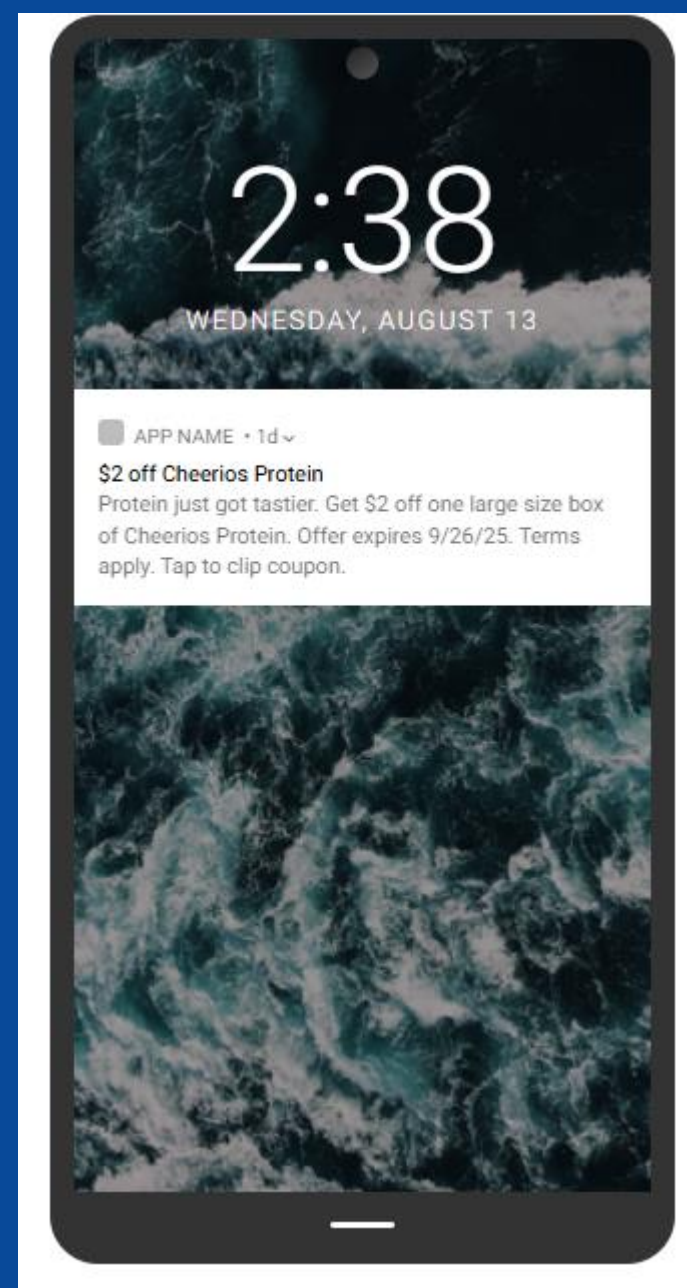 2:38
WEDNESDAY, AUGUST 13
APP NAME • 1d
$2 off Cheerios Protein
Protein just got tastier. Get $2 off one large size box
of Cheerios Protein. Offer expires 9/26/25. Terms
apply. Tap to clip coupon.